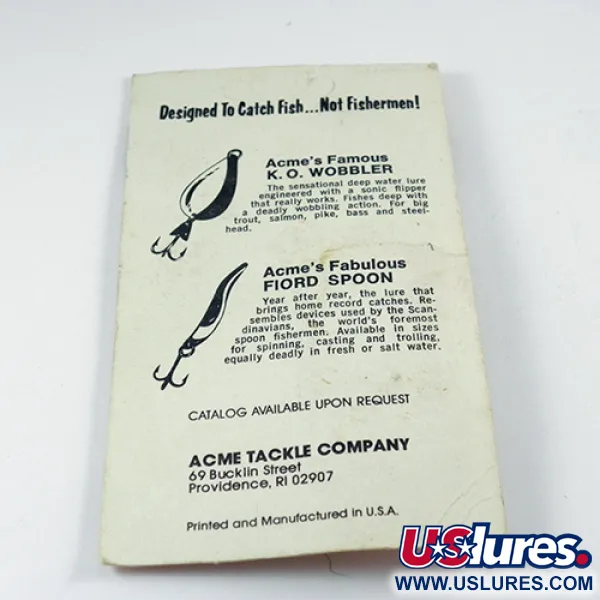 Designed To Catch Fish...Not Fishermen!
Acme's Famous
K. O. WOBBLER
The sensational deep water lure
engineered with a sonic flipper
that really works. Fishes deep with
a deadly wobbling action. For big
trout, salmon, pike, bass and steel-
head.
Acme's Fabulous
FIORD SPOON
Year after year, the lure that
brings home record catches. Re-
sembles devices used by the Scan-
dinavians, the world's foremost
spoon fishermen. Available in sizes
for spinning, casting and trolling,
equally deadly in fresh or salt water.
CATALOG AVAILABLE UPON REQUEST
ACME TACKLE COMPANY
69 Bucklin Street
Providence, RI 02907
Printed and Manufactured in U.S.A.
USlures.
WWW.USLURES.COM